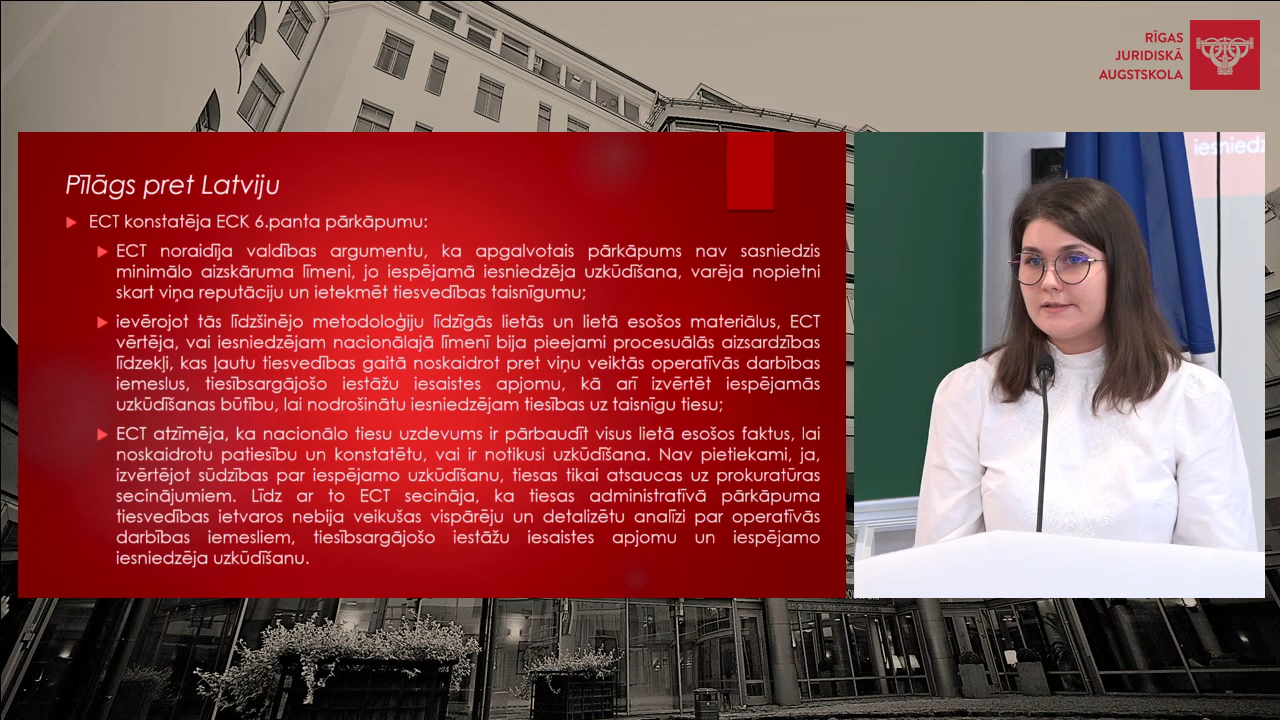 RĪGAS
JURIDISKĀ
AUGSTSKOLA
iesniedz
Pīlāgs pret Latviju
ECT konstatēja ECK 6.panta pārkāpumu:
ECT noraidīja valdības argumentu, ka apgalvotais pārkāpums nav sasniedzis
minimālo aizskāruma līmeni, jo iespējamā iesniedzēja uzkūdīšana, varēja nopietni
skart viņa reputāciju un ietekmēt tiesvedības taisnīgumu;
ievērojot tās līdzšinējo metodoloģiju līdzīgās lietās un lietā esošos materiālus, ECT
vērtēja, vai iesniedzējam nacionālajā līmenī bija pieejami procesuālās aizsardzības
līdzekļi, kas ļautu tiesvedības gaitā noskaidrot pret viņu veiktās operatīvās darbības
iemeslus, tiesībsargājošo iestāžu iesaistes apjomu, kā arī izvērtēt iespējamās
uzkūdīšanas būtību, lai nodrošinātu iesniedzējam tiesības uz taisnīgu tiesu;
ECT atzīmēja, ka nacionālo tiesu uzdevums ir pārbaudīt visus lietā esošos faktus, lai
noskaidrotu patiesību un konstatētu, vai ir notikusi uzkūdīšana. Nav pietiekami, ja,
izvērtējot sūdzības par iespējamo uzkūdīšanu, tiesas tikai atsaucas uz prokuratūras
secinājumiem. Līdz ar to ECT secināja, ka tiesas administratīvā pārkāpuma
tiesvedības ietvaros nebija veikušas vispārēju un detalizētu analīzi par operatīvās
darbības iemesliem, tiesībsargājošo iestāžu iesaistes apjomu un iespējamo
iesniedzēja uzkūdīšanu.